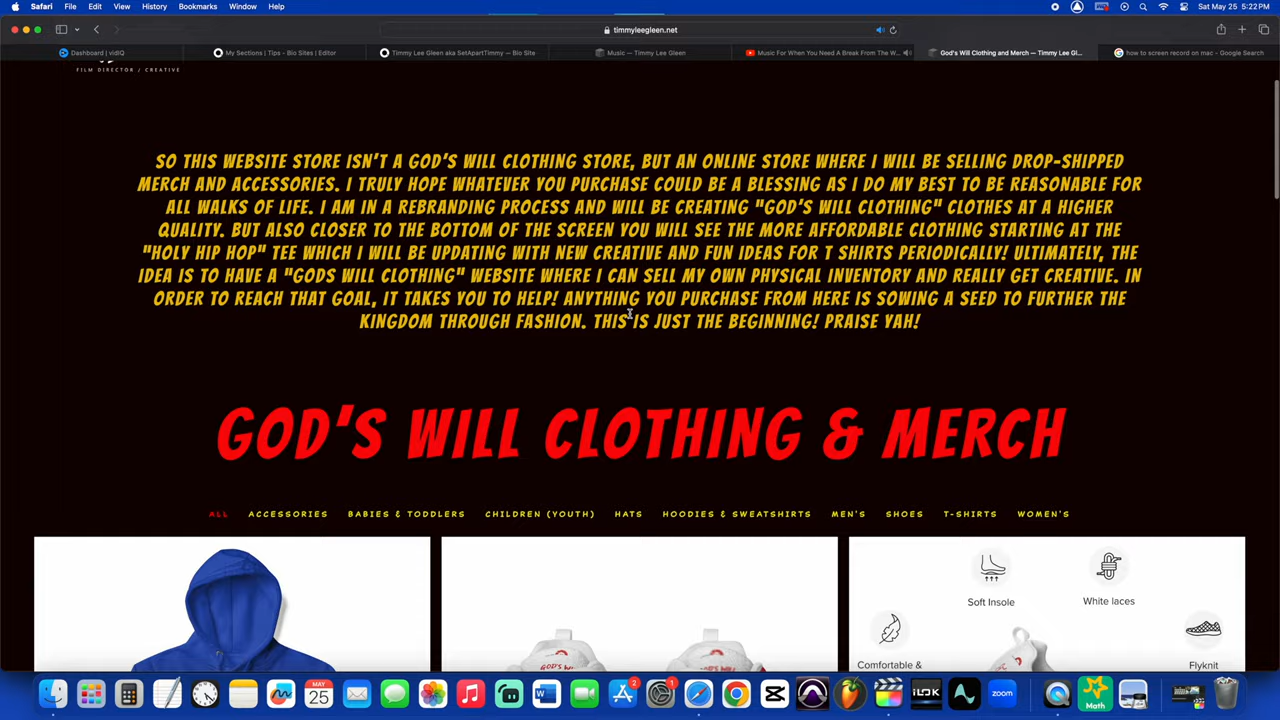 Safari File Edit View History Bookmarks Window Help Sat May 25 5:22 PM
timmyleegleen.net
Dashboard | vidIQ My Sections | Tips - Bio Sites | Editor Timmy Lee Gleen aka SetApartTimmy — Bio Site Music — Timmy Lee Gleen Music For When You Need A Break From The W... God's Will Clothing and Merch — Timmy Lee Gl... how to screen record on mac - Google Search
FILM DIRECTOR / CREATIVE
SO THIS WEBSITE STORE ISN'T A GOD'S WILL CLOTHING STORE, BUT AN ONLINE STORE WHERE I WILL BE SELLING DROP-SHIPPED
MERCH AND ACCESSORIES. I TRULY HOPE WHATEVER YOU PURCHASE COULD BE A BLESSING AS I DO MY BEST TO BE REASONABLE FOR
ALL WALKS OF LIFE. I AM IN A REBRANDING PROCESS AND WILL BE CREATING "GOD'S WILL CLOTHING" CLOTHES AT A HIGHER
QUALITY. BUT ALSO CLOSER TO THE BOTTOM OF THE SCREEN YOU WILL SEE THE MORE AFFORDABLE CLOTHING STARTING AT THE
"HOLY HIP HOP" TEE WHICH I WILL BE UPDATING WITH NEW CREATIVE AND FUN IDEAS FOR T SHIRTS PERIODICALLY! ULTIMATELY, THE
IDEA IS TO HAVE A "GODS WILL CLOTHING" WEBSITE WHERE I CAN SELL MY OWN PHYSICAL INVENTORY AND REALLY GET CREATIVE. IN
ORDER TO REACH THAT GOAL, IT TAKES YOU TO HELP! ANYTHING YOU PURCHASE FROM HERE IS SOWING A SEED TO FURTHER THE
KINGDOM THROUGH FASHION. THIS IS JUST THE BEGINNING! PRAISE YAH!
GOD'S WILL CLOTHING & MERCH
ALL ACCESSORIES BABIES & TODDLERS CHILDREN (YOUTH) HATS HOODIES & SWEATSHIRTS MEN'S SHOES T-SHIRTS WOMEN'S
Soft Insole White laces
Comfortable & Flyknit
GOD'S WILL GOD'S WILL
MAY 25 2 1 iLOK zoom Math